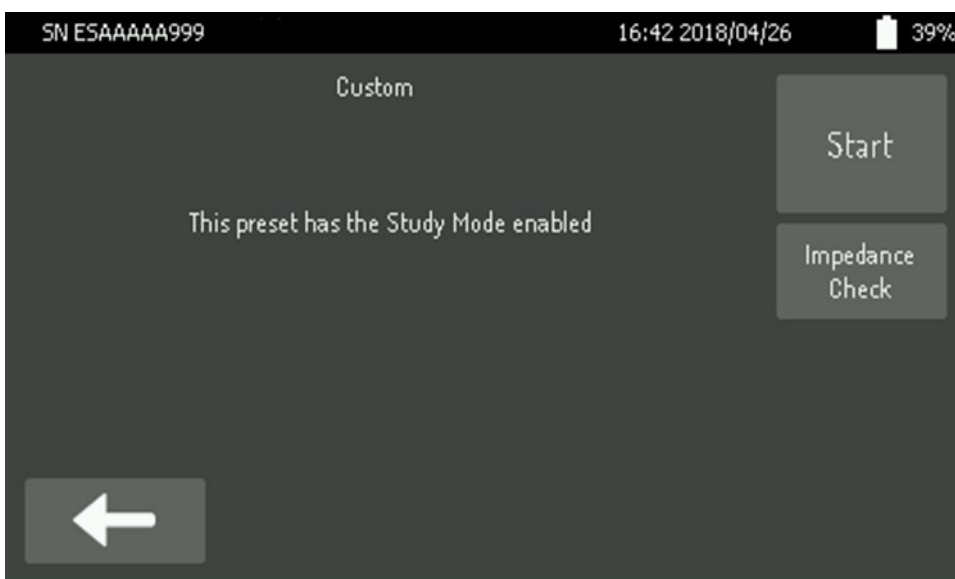 SN ESAAAAA999 16:42 2018/04/26 39%
Custom
Start
This preset has the Study Mode enabled
Impedance
Check